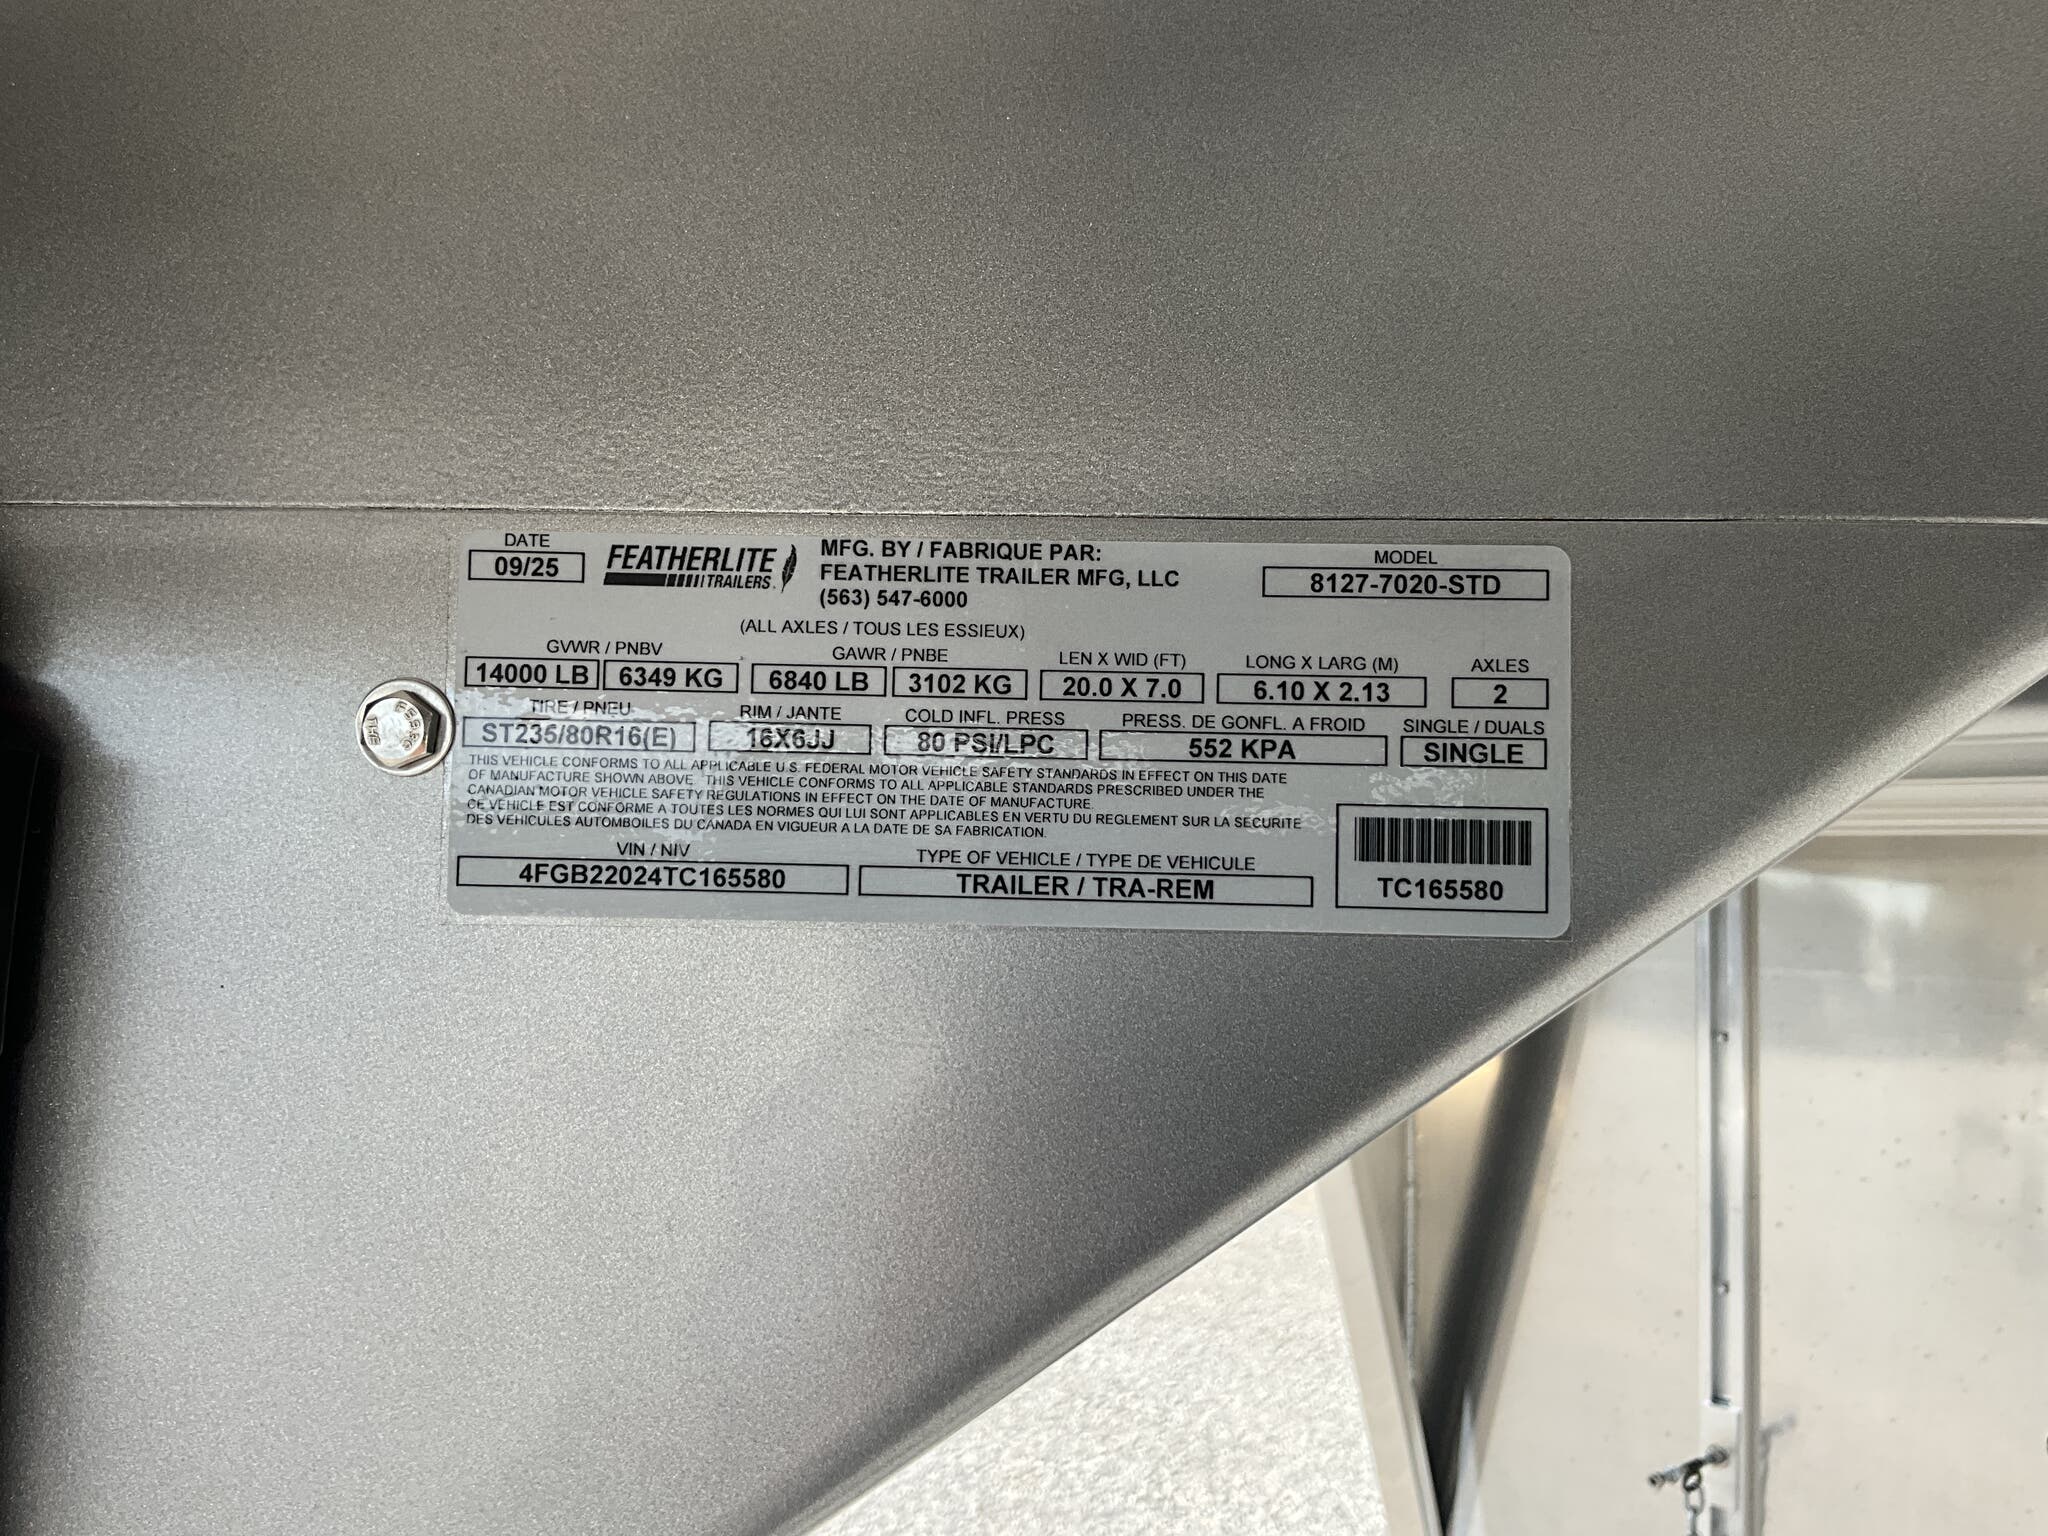 DATE
09/25
FEATHERLITE
TRAILERS
MFG. BY / FABRIQUE PAR:
FEATHERLITE TRAILER MFG, LLC
(563) 547-6000
MODEL
8127-7020-STD
(ALL AXLES / TOUS LES ESSIEUX)
GVWR / PNBV GAWR / PNBE LEN X WID (FT) LONG X LARG (M) AXLES
14000 LB 6349 KG 6840 LB 3102 KG 20.0 X 7.0 6.10 X 2.13 2
TIRE / PNEU RIM / JANTE COLD INFL. PRESS PRESS. DE GONFL. A FROID SINGLE / DUALS
ST235/80R16(E) 16X6JJ 80 PSI/LPC 552 KPA SINGLE
THIS VEHICLE CONFORMS TO ALL APPLICABLE U.S. FEDERAL MOTOR VEHICLE SAFETY STANDARDS IN EFFECT ON THIS DATE
OF MANUFACTURE SHOWN ABOVE. THIS VEHICLE CONFORMS TO ALL APPLICABLE STANDARDS PRESCRIBED UNDER THE
CANADIAN MOTOR VEHICLE SAFETY REGULATIONS IN EFFECT ON THE DATE OF MANUFACTURE.
CE VEHICLE EST CONFORME A TOUTES LES NORMES QUI LUI SONT APPLICABLES EN VERTU DU REGLEMENT SUR LA SECURITE
DES VEHICULES AUTOMBOILES DU CANADA EN VIGUEUR A LA DATE DE SA FABRICATION.
VIN / NIV TYPE OF VEHICLE / TYPE DE VEHICULE
4FGB22024TC165580 TRAILER / TRA-REM
TC165580
THE